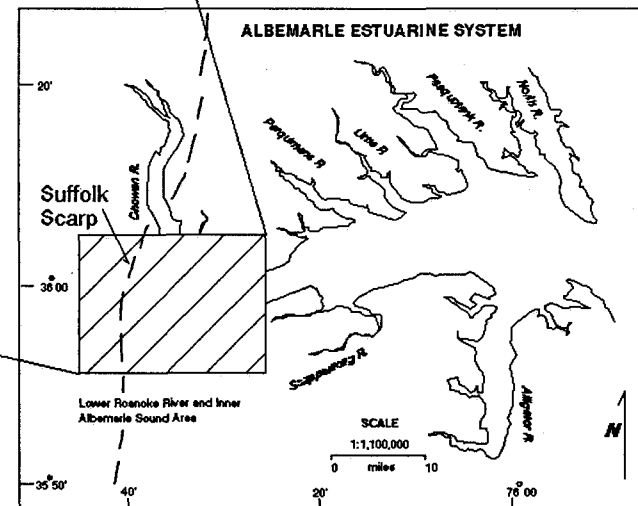 ALBEMARLE ESTUARINE SYSTEM
20'
Pasquotank R.
North R.
Perquimans R.
Little R.
Chowan R.
Suffolk
Scarp
36°00
Scuppernong R.
Alligator R.
Lower Roanoke River and Inner
Albemarle Sound Area
SCALE
1:1,100,000
0 miles 10
N
35°50'
40'
20'
76°00